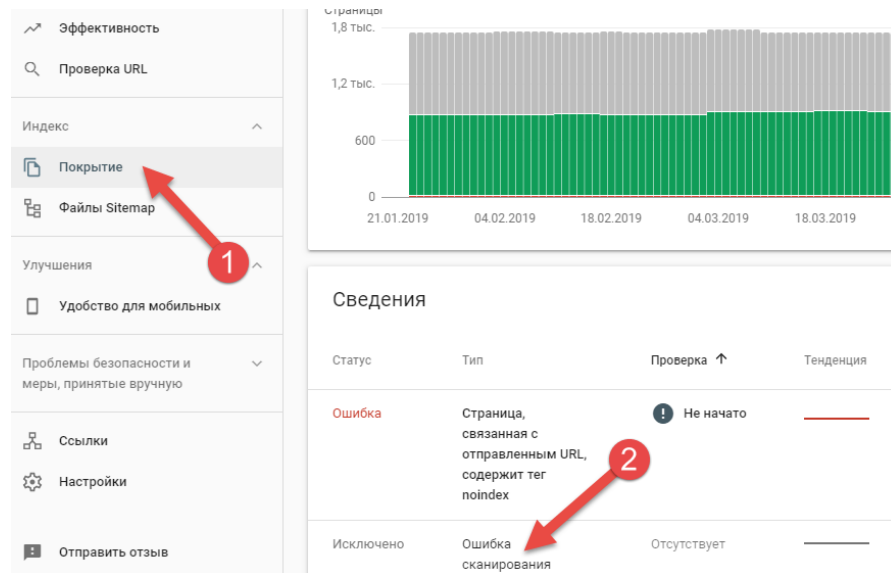 Эффективность
Проверка URL
Индекс
Покрытие
Файлы Sitemap
1
Улучшения
Удобство для мобильных
Проблемы безопасности и
меры, принятые вручную
Ссылки
Настройки
Отправить отзыв
Страницы
1,8 тыс.
1,2 тыс.
600
0
21.01.2019 04.02.2019 18.02.2019 04.03.2019 18.03.2019
Сведения
Статус Тип Проверка Тенденция
Ошибка Страница, Не начато
связанная с
отправленным URL,
содержит тег
noindex
2
Исключено Ошибка Отсутствует
сканирования